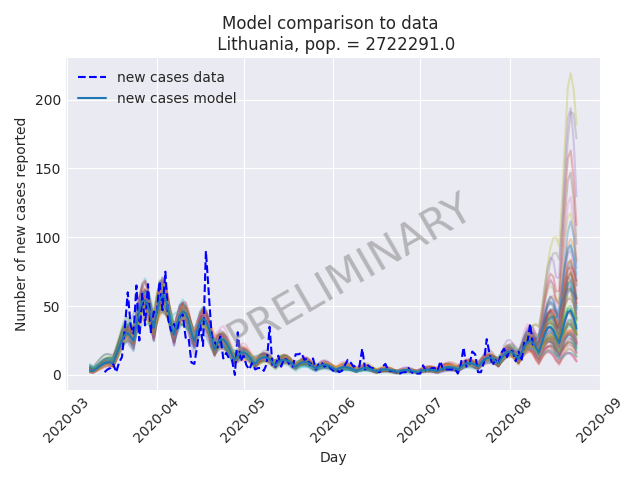 Model comparison to data
Lithuania, pop. = 2722291.0
new cases data
new cases model
200
150
100
50
0
Number of new cases reported
PRELIMINARY
2020-03
2020-04
2020-05
2020-06
2020-07
2020-08
2020-09
Day